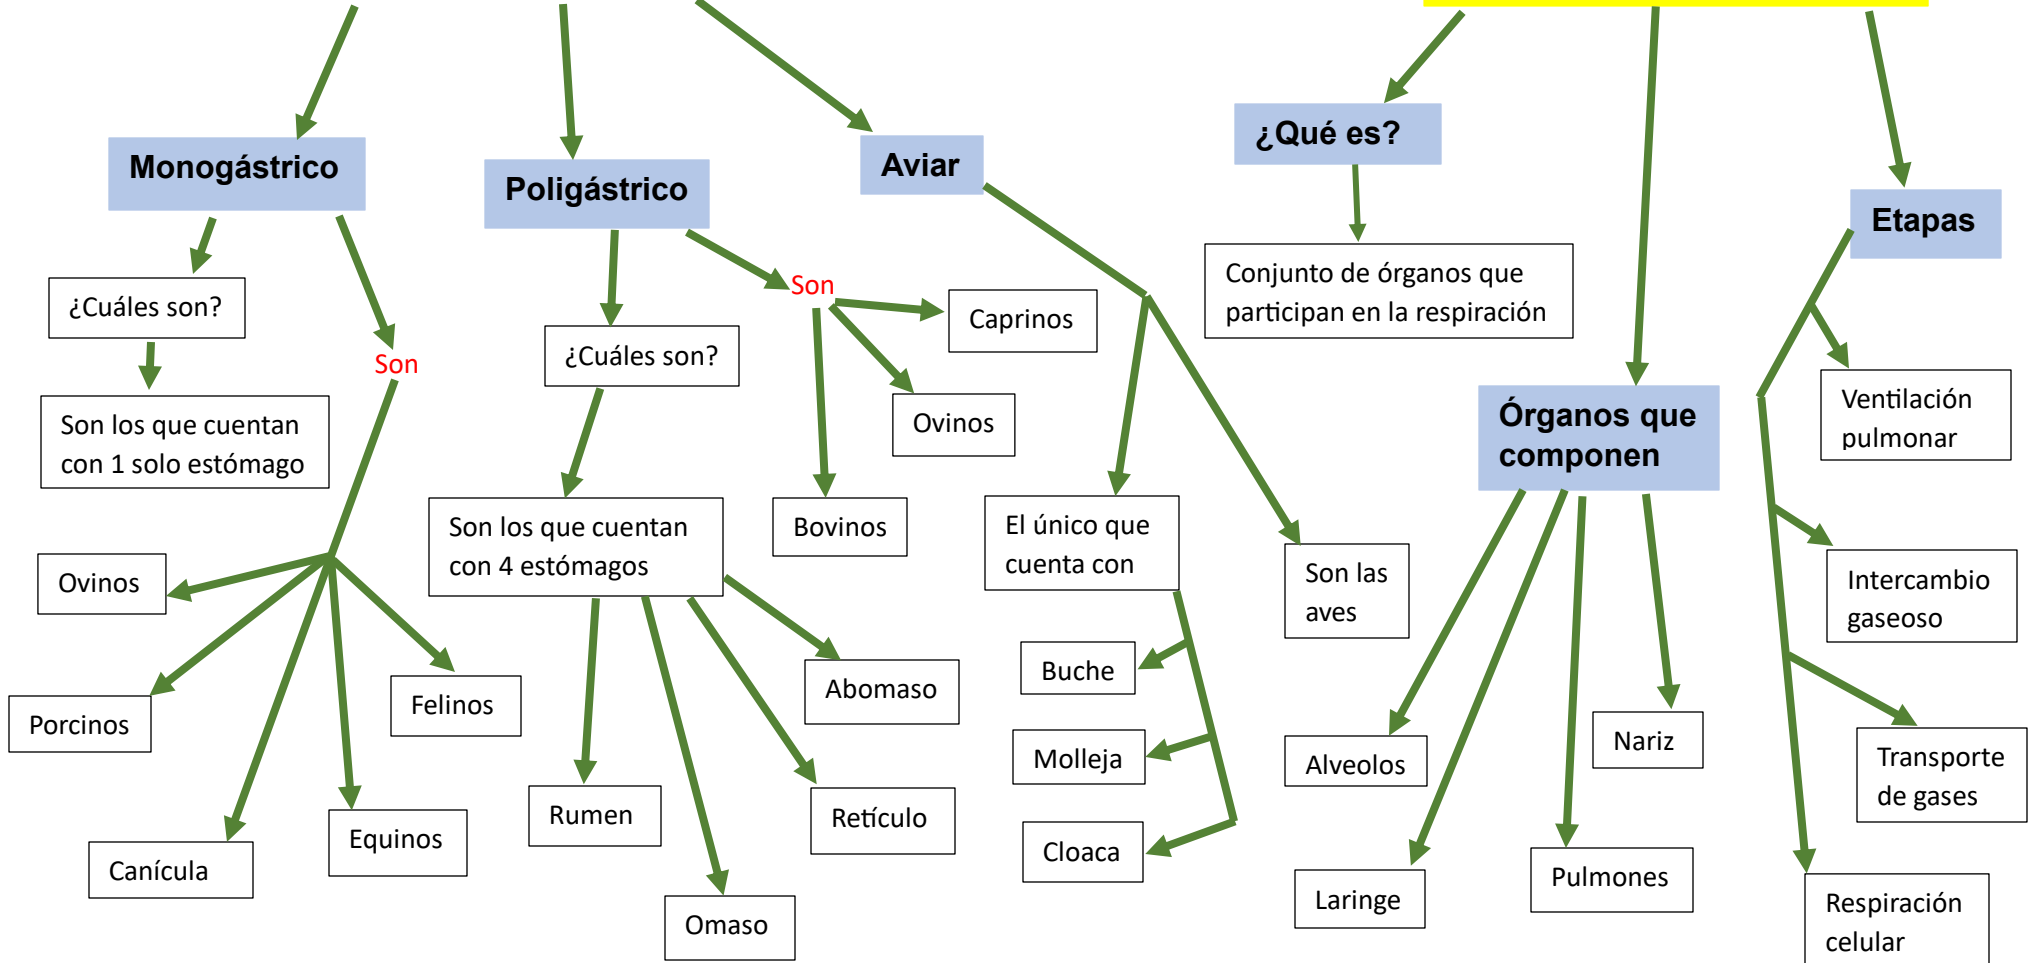 Monogástrico
¿Cuáles son?
Son los que cuentan
con 1 solo estómago
Son
Ovinos
Porcinos
Canícula
Equinos
Felinos
Poligástrico
¿Cuáles son?
Son los que cuentan
con 4 estómagos
Rumen
Omaso
Retículo
Abomaso
Son
Caprinos
Ovinos
Bovinos
Aviar
El único que
cuenta con
Buche
Molleja
Cloaca
Son las
aves
¿Qué es?
Conjunto de órganos que
participan en la respiración
Órganos que
componen
Alveolos
Laringe
Pulmones
Nariz
Etapas
Ventilación
pulmonar
Intercambio
gaseoso
Transporte
de gases
Respiración
celular